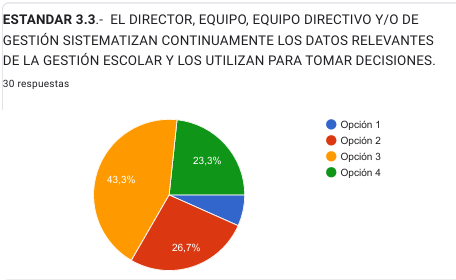 ESTANDAR 3.3.- EL DIRECTOR, EQUIPO, EQUIPO DIRECTIVO Y/O DE
GESTIÓN SISTEMATIZAN CONTINUAMENTE LOS DATOS RELEVANTES
DE LA GESTIÓN ESCOLAR Y LOS UTILIZAN PARA TOMAR DECISIONES.
30 respuestas
Opción 1
Opción 2
Opción 3
Opción 4
23,3%
43,3%
26,7%